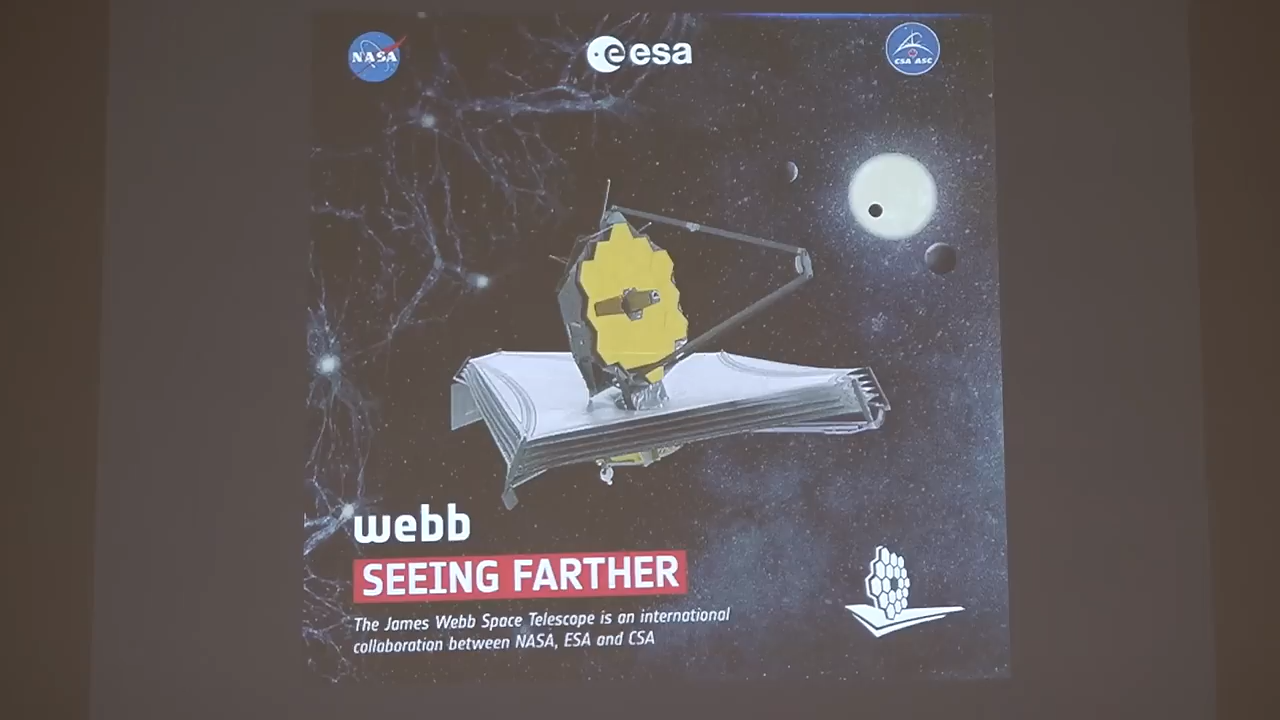 NASA
esa
CSA ASC
webb
SEEING FARTHER
The James Webb Space Telescope is an international
collaboration between NASA, ESA and CSA